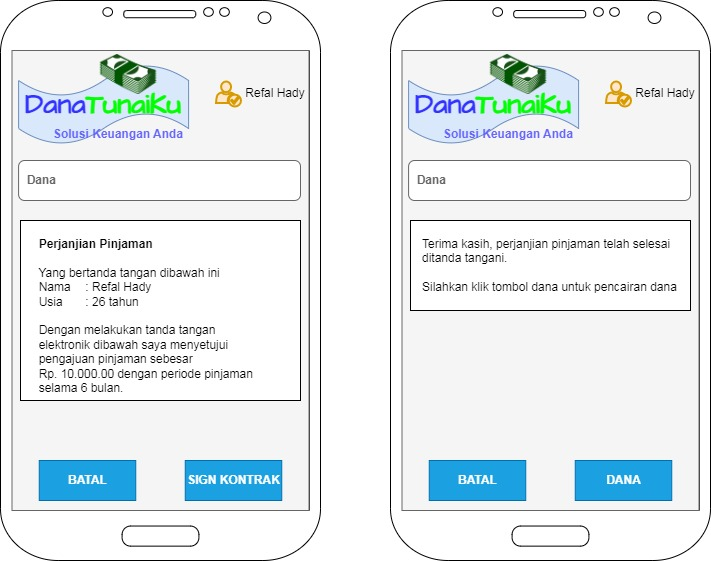 DanaTunaiKu
Solusi Keuangan Anda
Refal Hady
Dana
Perjanjian Pinjaman
Yang bertanda tangan dibawah ini
Nama : Refal Hady
Usia : 26 tahun
Dengan melakukan tanda tangan
elektronik dibawah saya menyetujui
pengajuan pinjaman sebesar
Rp. 10.000.00 dengan periode pinjaman
selama 6 bulan.
BATAL
SIGN KONTRAK
DanaTunaiKu
Solusi Keuangan Anda
Refal Hady
Dana
Terima kasih, perjanjian pinjaman telah selesai
ditanda tangani.
Silahkan klik tombol dana untuk pencairan dana
BATAL
DANA